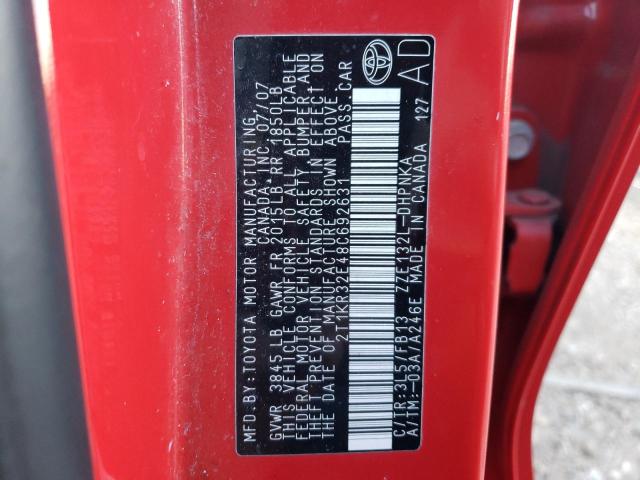 MFD. BY: TOYOTA MOTOR MANUFACTURING,
CANADA, INC. 07/07
GVWR 3845 LB GAWR FR 2015LB RR 1850LB
THIS VEHICLE CONFORMS TO ALL APPLICABLE
FEDERAL MOTOR VEHICLE SAFETY, BUMPER, AND
THEFT PREVENTION STANDARDS IN EFFECT ON
THE DATE OF MANUFACTURE SHOWN ABOVE.
2T1KR32E48C692631 PASS. CAR
C/TR: 3L5/FB13 ZZE132L-DHPNKA
A/TM: -03A/A246E MADE IN CANADA 127
AD